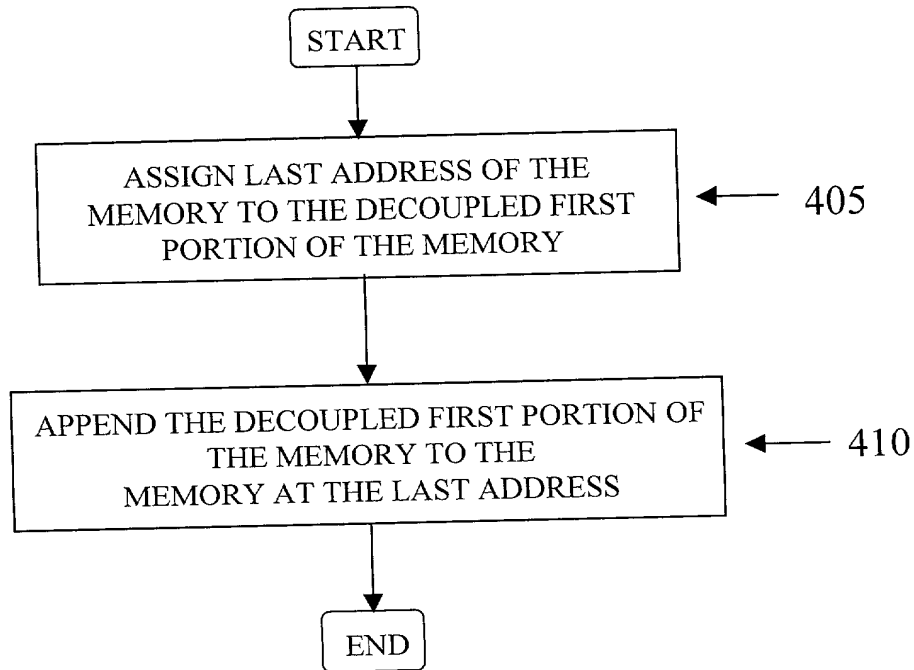 START
ASSIGN LAST ADDRESS OF THE
MEMORY TO THE DECOUPLED FIRST
PORTION OF THE MEMORY
405
APPEND THE DECOUPLED FIRST PORTION OF
THE MEMORY TO THE
MEMORY AT THE LAST ADDRESS
410
END